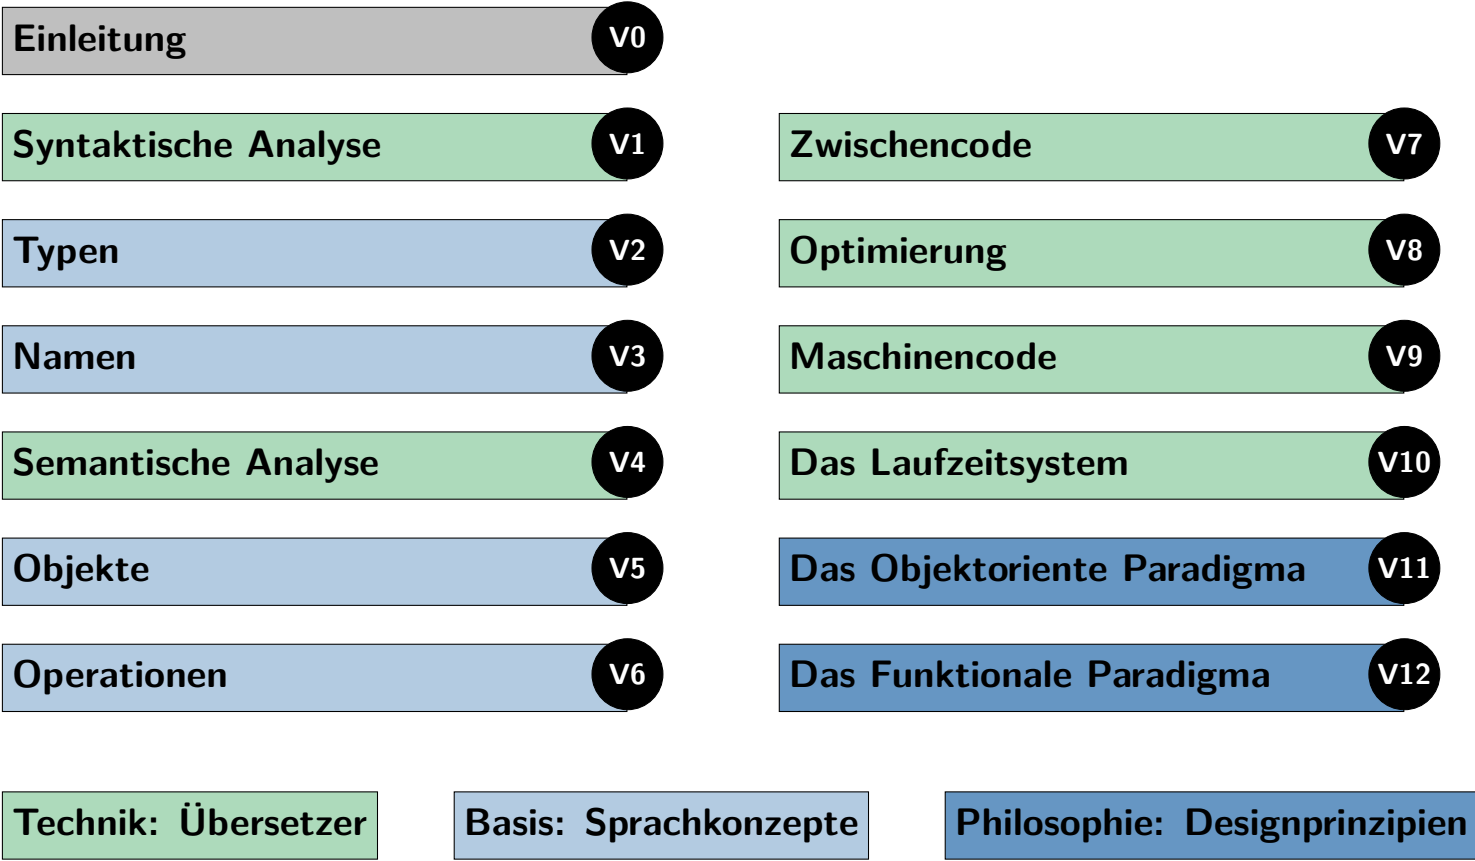 Einleitung V0
Syntaktische Analyse V1
Typen V2
Namen V3
Semantische Analyse V4
Objekte V5
Operationen V6
Zwischencode V7
Optimierung V8
Maschinencode V9
Das Laufzeitsystem V10
Das Objektoriente Paradigma V11
Das Funktionale Paradigma V12
Technik: Übersetzer
Basis: Sprachkonzepte
Philosophie: Designprinzipien